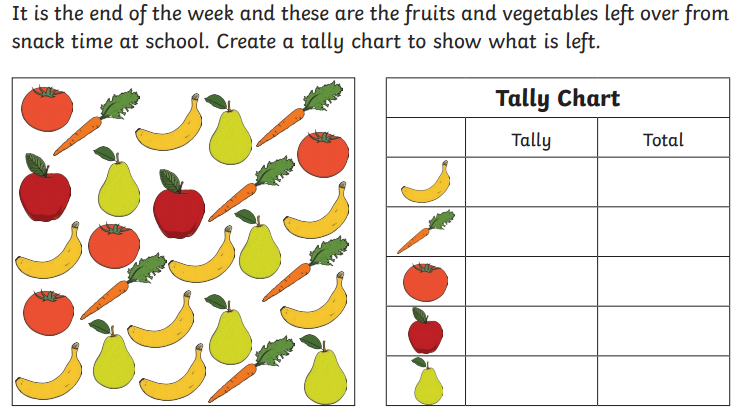 It is the end of the week and these are the fruits and vegetables left over from
snack time at school. Create a tally chart to show what is left.
Tally Chart
Tally Total